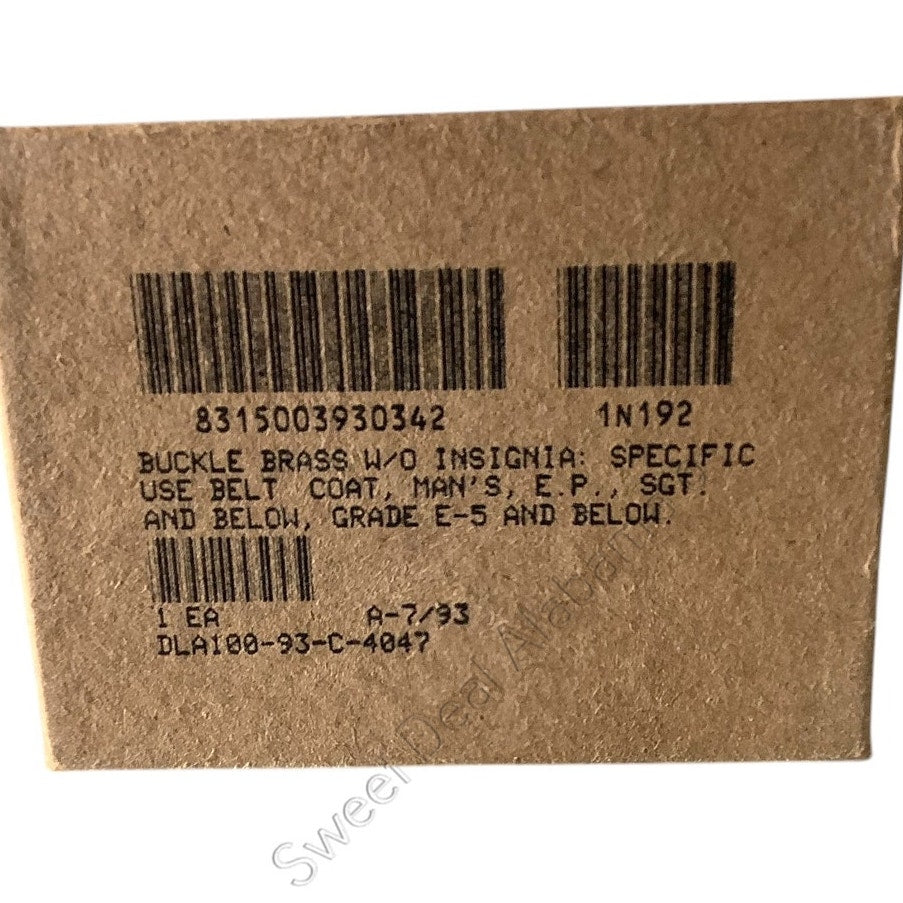 8315003930342 1N192
BUCKLE BRASS W/O INSIGNIA: SPECIFIC
USE BELT COAT, MAN'S, E.P., SGT.
AND BELOW, GRADE E-5 AND BELOW.
1 EA A-7/93
DLA100-93-C-4047
Sweet Deal Alabama